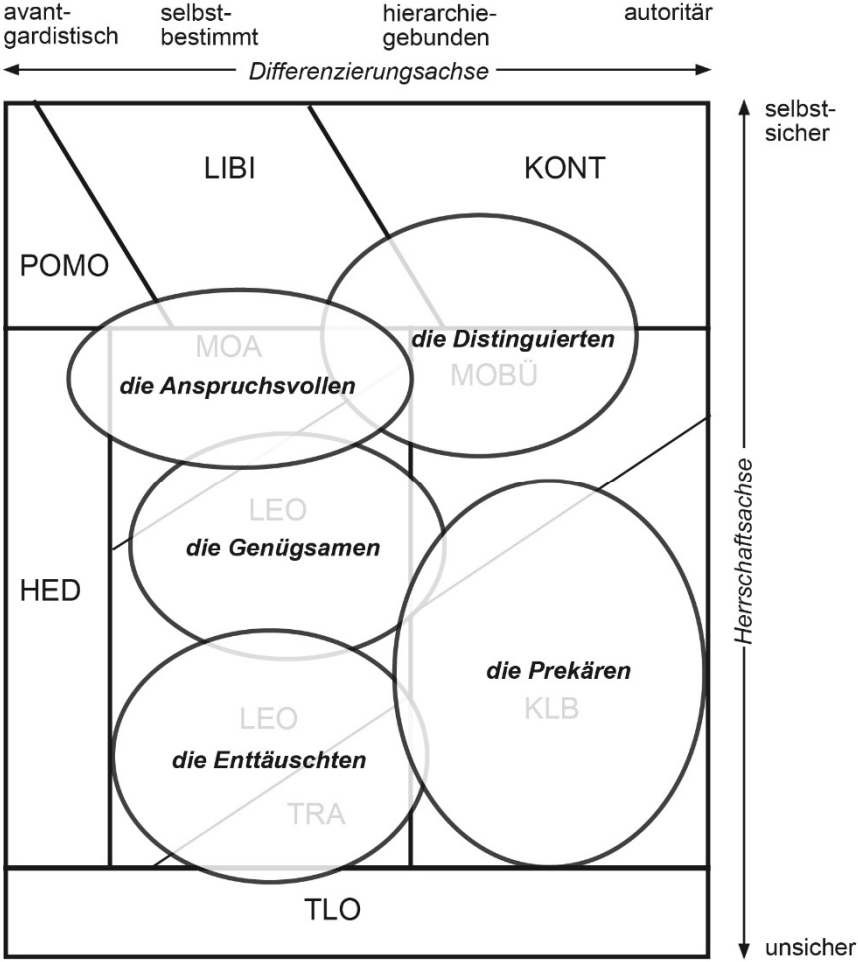 avant-
gardistisch
selbst-
bestimmt
hierarchie-
gebunden
autoritär
Differenzierungsachse
selbst-
sicher
LIBI
KONT
POMO
MOA
die Distinguierten
MOBÜ
die Anspruchsvollen
LEO
die Genügsamen
HED
Herrschaftsachse
die Prekären
KLB
LEO
die Enttäuschten
TRA
TLO
unsicher